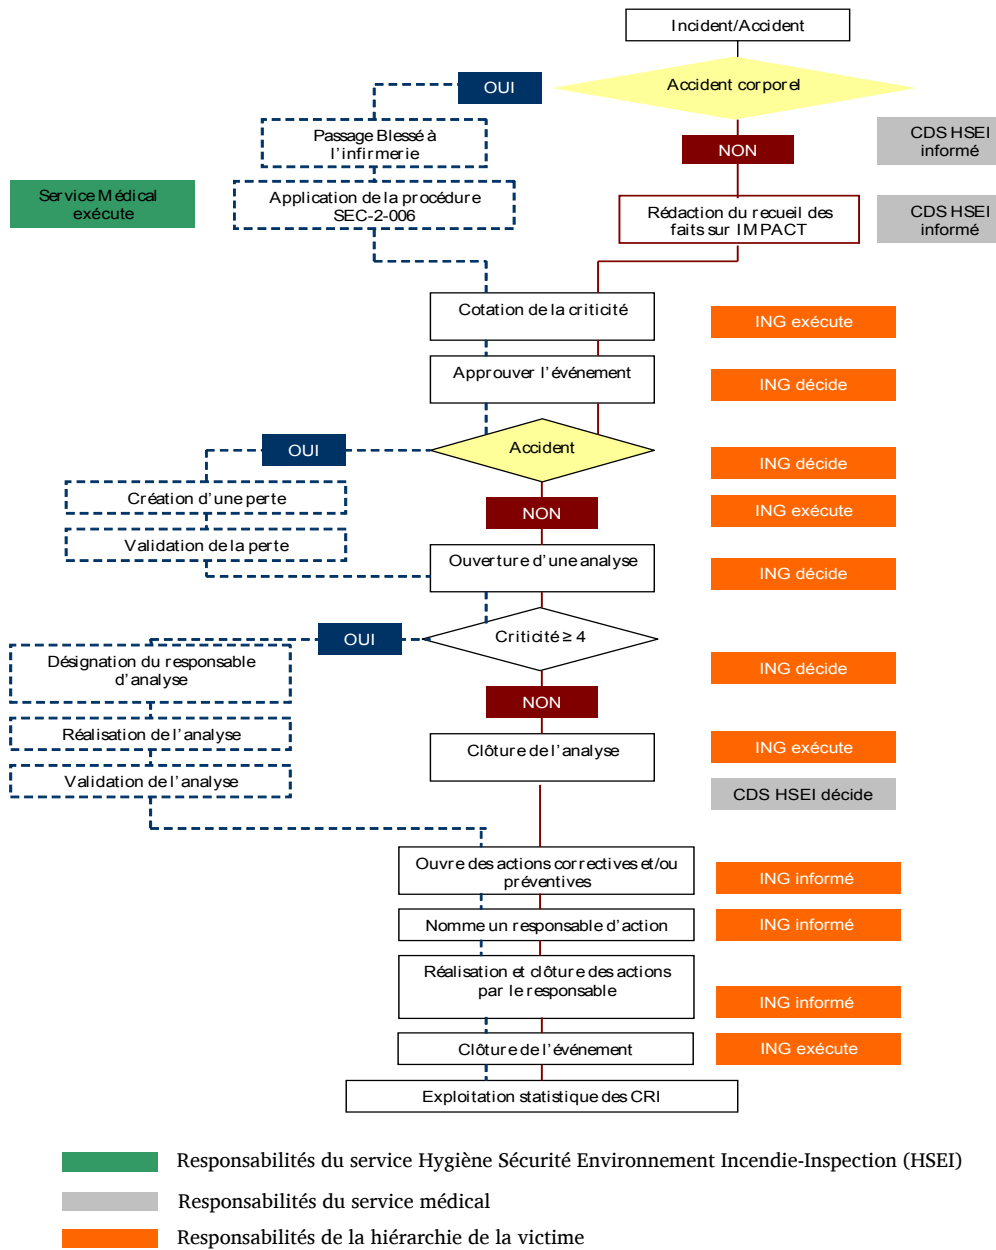 Incident/Accident
Accident corporel
OUI
Passage Blessé à
l'infirmerie
NON
CDS HSEI
informé
Service Médical
exécute
Application de la procédure
SEC-2-006
Rédaction du recueil des
faits sur IMPACT
CDS HSEI
informé
Cotation de la criticité
ING exécute
Approuver l'événement
ING décide
Accident
OUI
ING décide
Création d'une perte
NON
ING exécute
Validation de la perte
Ouverture d'une analyse
ING décide
Criticité ≥ 4
OUI
Désignation du responsable
d'analyse
ING décide
NON
Réalisation de l'analyse
Clôture de l'analyse
ING exécute
Validation de l'analyse
CDS HSEI décide
Ouvre des actions correctives et/ou
préventives
ING informé
Nomme un responsable d'action
ING informé
Réalisation et clôture des actions
par le responsable
ING informé
Clôture de l'événement
ING exécute
Exploitation statistique des CRI
Responsabilités du service Hygiène Sécurité Environnement Incendie-Inspection (HSEI)
Responsabilités du service médical
Responsabilités de la hiérarchie de la victime